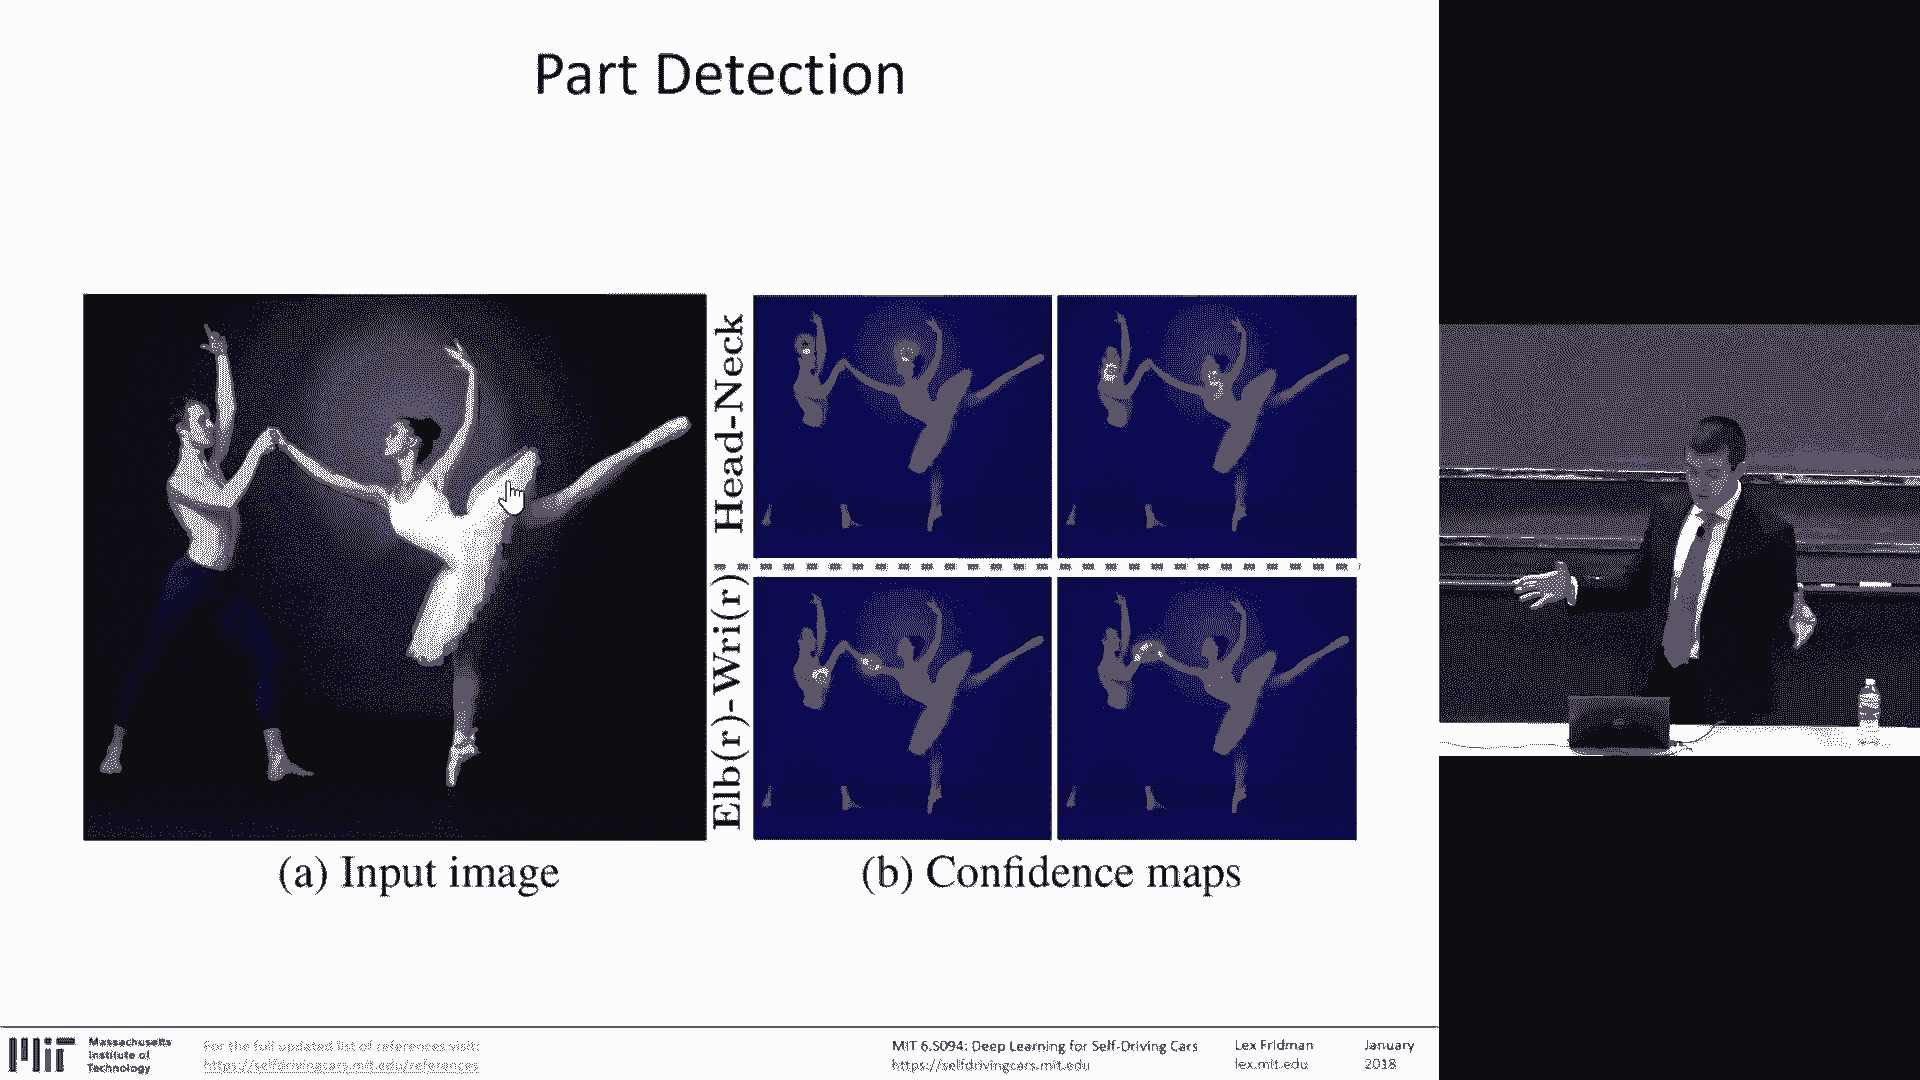 Part Detection
Head-Neck
Elb(r)-Wri(r)
(a) Input image
(b) Confidence maps
Massachusetts
Institute of
Technology
For the full updated list of references visit:
https://selfdrivingcars.mit.edu/references
MIT 6.S094: Deep Learning for Self-Driving Cars
https://selfdrivingcars.mit.edu
Lex Fridman
lex.mit.edu
January
2018